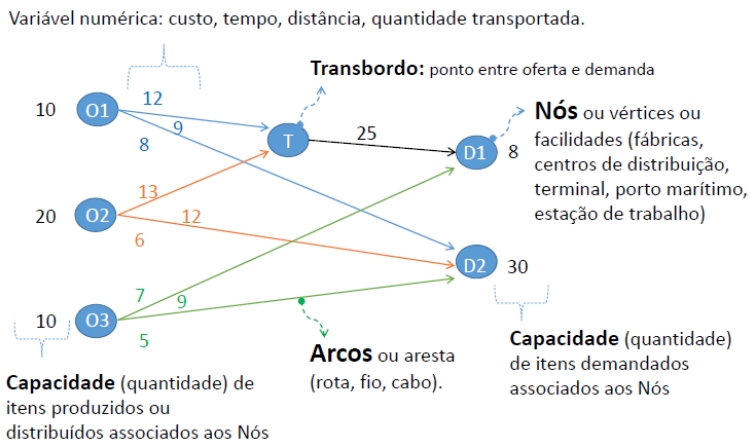 Variável numérica: custo, tempo, distância, quantidade transportada.
Transbordo: ponto entre oferta e demanda
10
O1
12
9
8
T
25
D1
8
Nós ou vértices ou
facilidades (fábricas,
centros de distribuição,
terminal, porto marítimo,
estação de trabalho)
20
O2
13
12
6
D2
30
10
O3
7
9
5
Arcos ou aresta
(rota, fio, cabo).
Capacidade (quantidade)
de itens demandados
associados aos Nós
Capacidade (quantidade) de
itens produzidos ou
distribuídos associados aos Nós